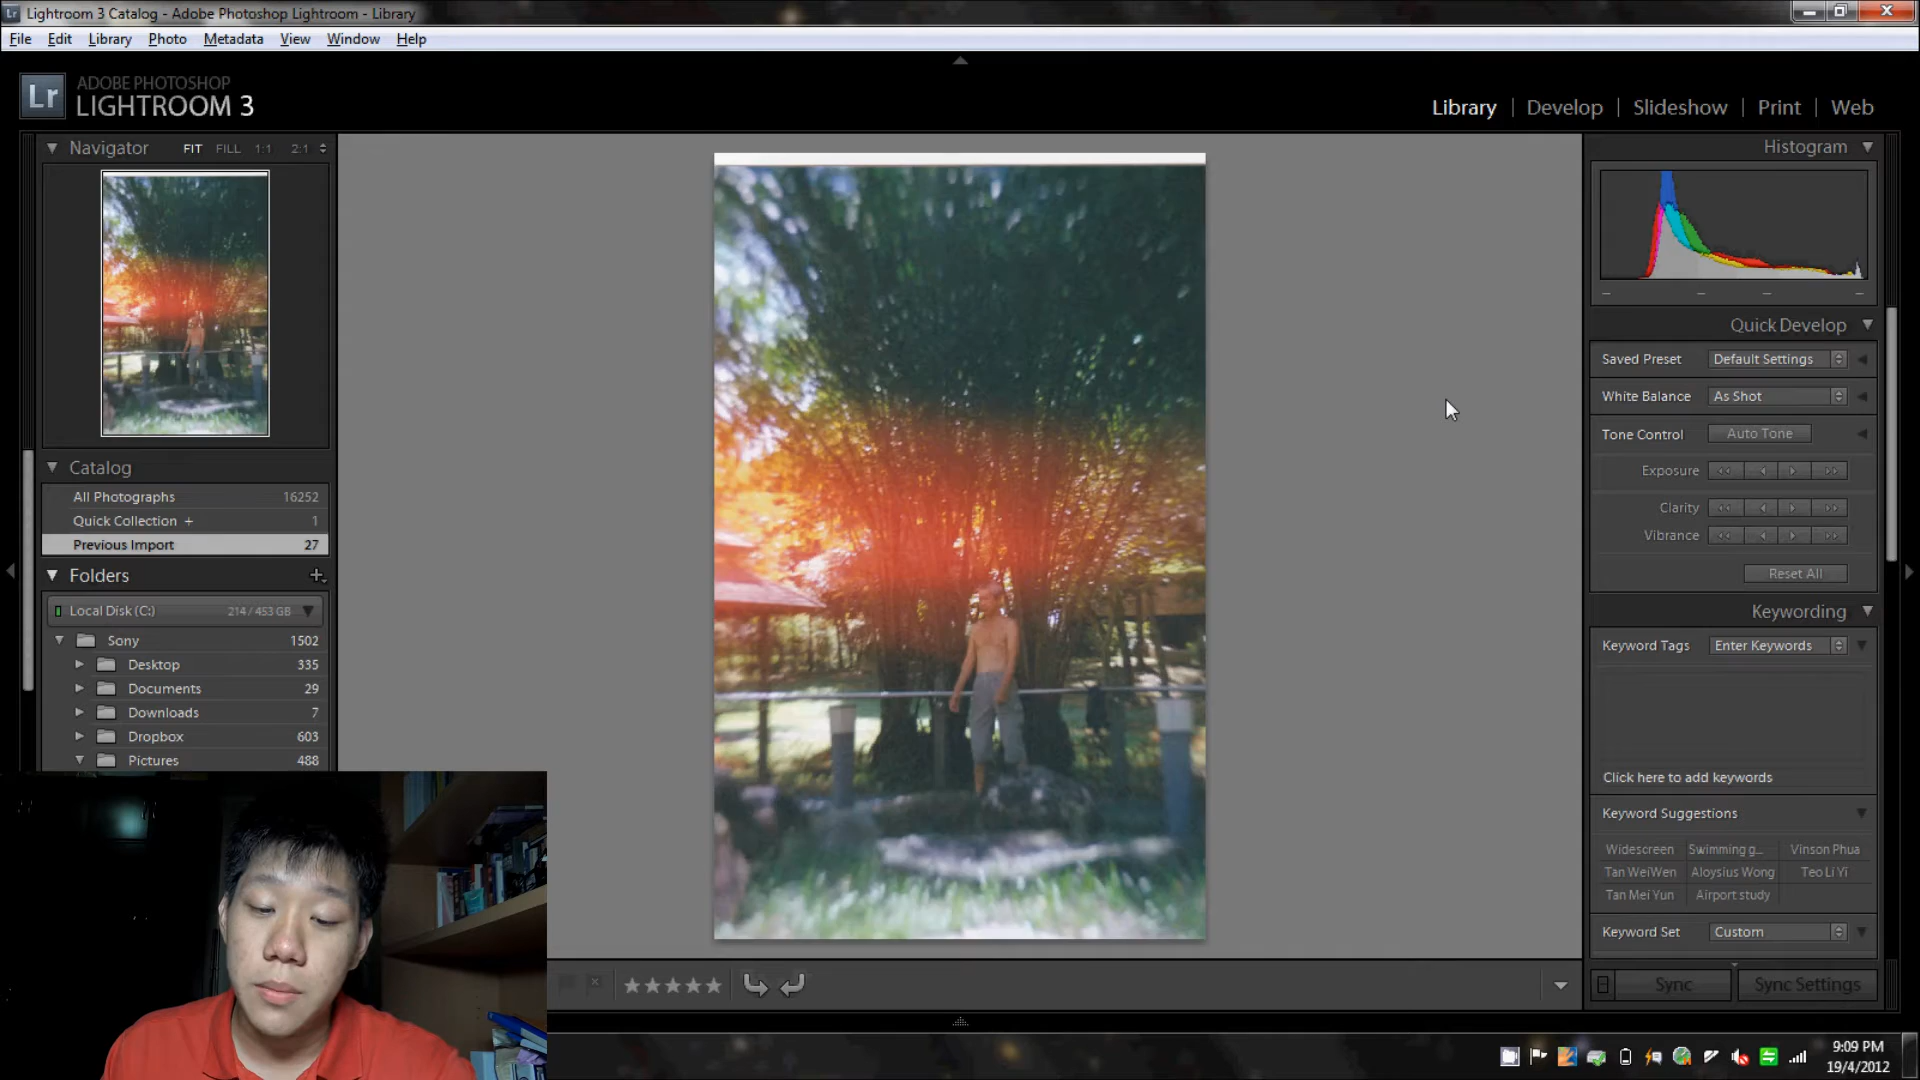 Lightroom 3 Catalog - Adobe Photoshop Lightroom - Library
File Edit Library Photo Metadata View Window Help
Lr ADOBE PHOTOSHOP
LIGHTROOM 3
Library | Develop | Slideshow | Print | Web
Navigator FIT FILL 1:1 2:1
Catalog
All Photographs 16252
Quick Collection + 1
Previous Import 27
Folders +
Local Disk (C:) 214 / 453 GB
Sony 1502
Desktop 335
Documents 29
Downloads 7
Dropbox 603
Pictures 488
Histogram
Quick Develop
Saved Preset Default Settings
White Balance As Shot
Tone Control Auto Tone
Exposure
Clarity
Vibrance
Reset All
Keywording
Keyword Tags Enter Keywords
Click here to add keywords
Keyword Suggestions
Widescreen Swimming g... Vinson Phua
Tan WeiWen Aloysius Wong Teo Li Yi
Tan Mei Yun Airport study
Keyword Set Custom
Sync Sync Settings
9:09 PM
19/4/2012